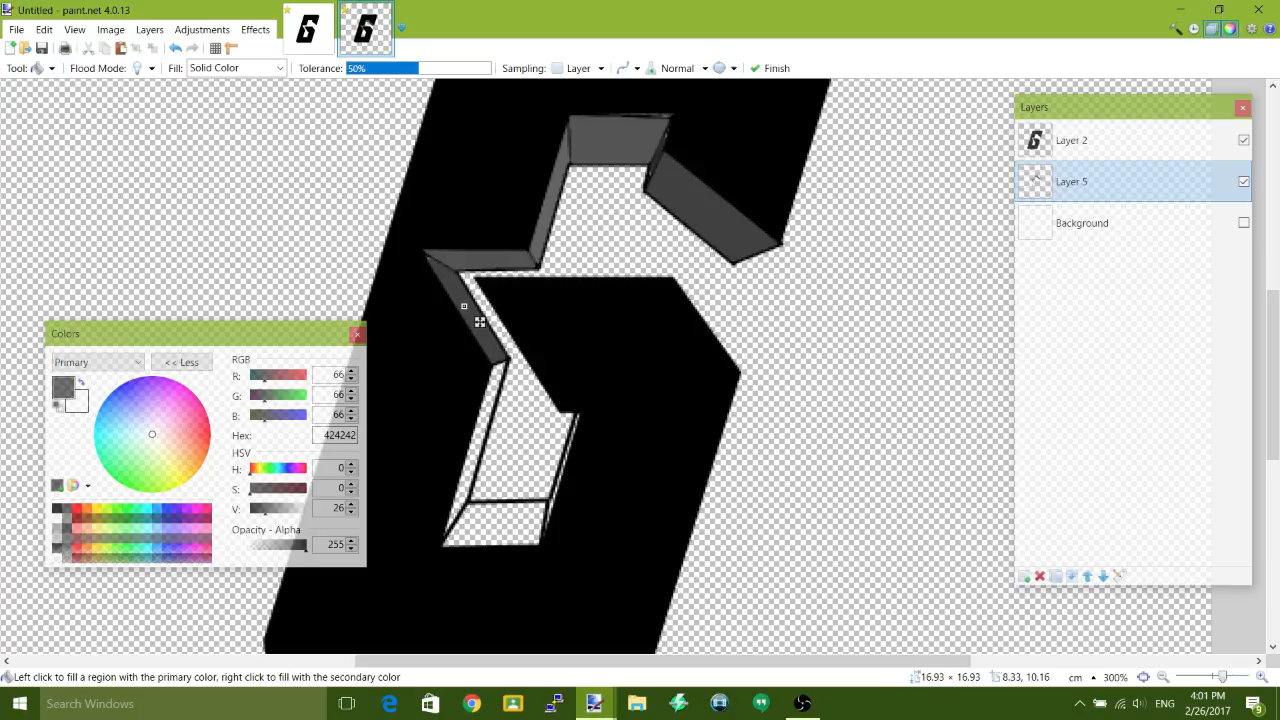 Untitled - paint.net 4.0.13
File Edit View Image Layers Adjustments Effects
Tool: Flood Mode: Fill: Solid Color Tolerance: 50% Sampling: Layer Normal Finish
Layers
Layer 2
Layer 5
Background
Colors
Primary << Less
RGB
R: 66
G: 66
B: 66
Hex: 424242
HSV
H: 0
S: 0
V: 26
Opacity - Alpha
255
6
Left click to fill a region with the primary color, right click to fill with the secondary color 16.93 × 16.93 8.33, 10.16 cm 300%
Search Windows
ENG
4:01 PM
2/26/2017
9